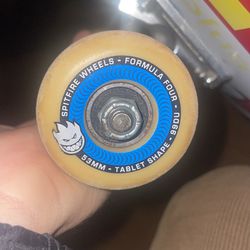 SPITFIRE WHEELS - FORMULA FOUR - 99DU
53MM - TABLET SHAPE -